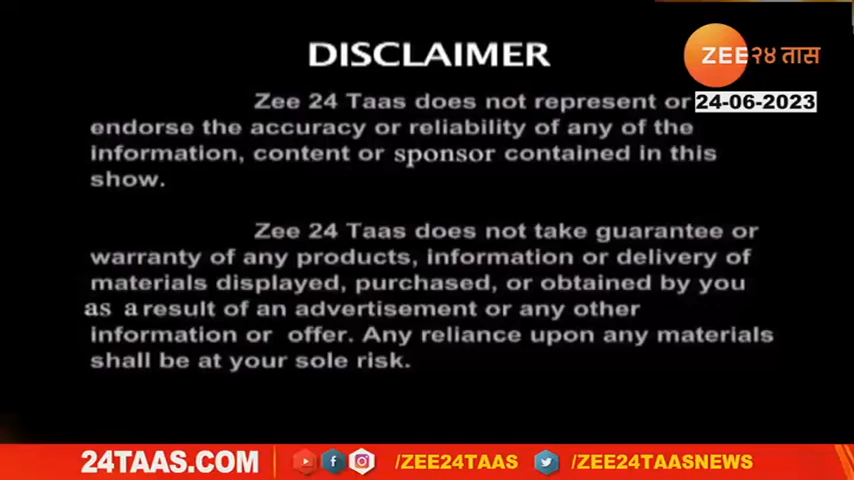 DISCLAIMER
ZEE २४ तास
Zee 24 Taas does not represent or
24-06-2023
endorse the accuracy or reliability of any of the
information, content or sponsor contained in this
show.
Zee 24 Taas does not take guarantee or
warranty of any products, information or delivery of
materials displayed, purchased, or obtained by you
as a result of an advertisement or any other
information or offer. Any reliance upon any materials
shall be at your sole risk.
24TAAS.COM /ZEE24TAAS /ZEE24TAASNEWS